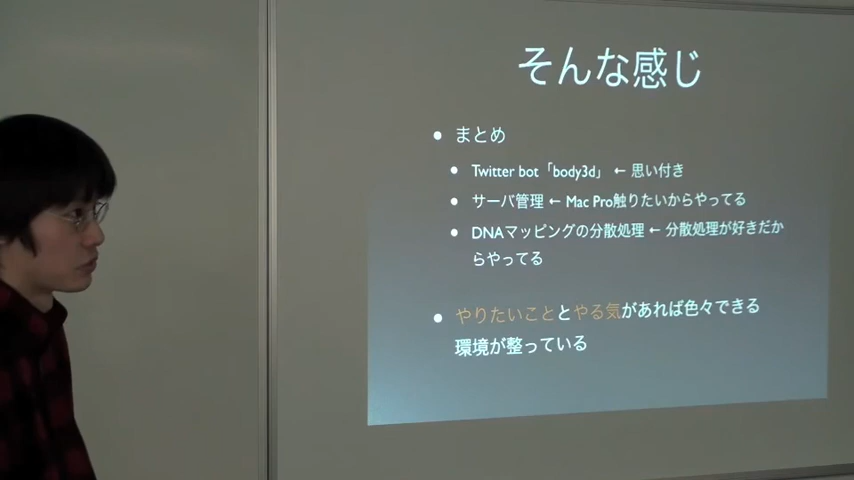 そんな感じ
• まとめ
• Twitter bot「body3d」 ← 思い付き
• サーバ管理 ← Mac Pro触りたいからやってる
• DNAマッピングの分散処理 ← 分散処理が好きだか
らやってる
• やりたいこととやる気があれば色々できる
環境が整っている